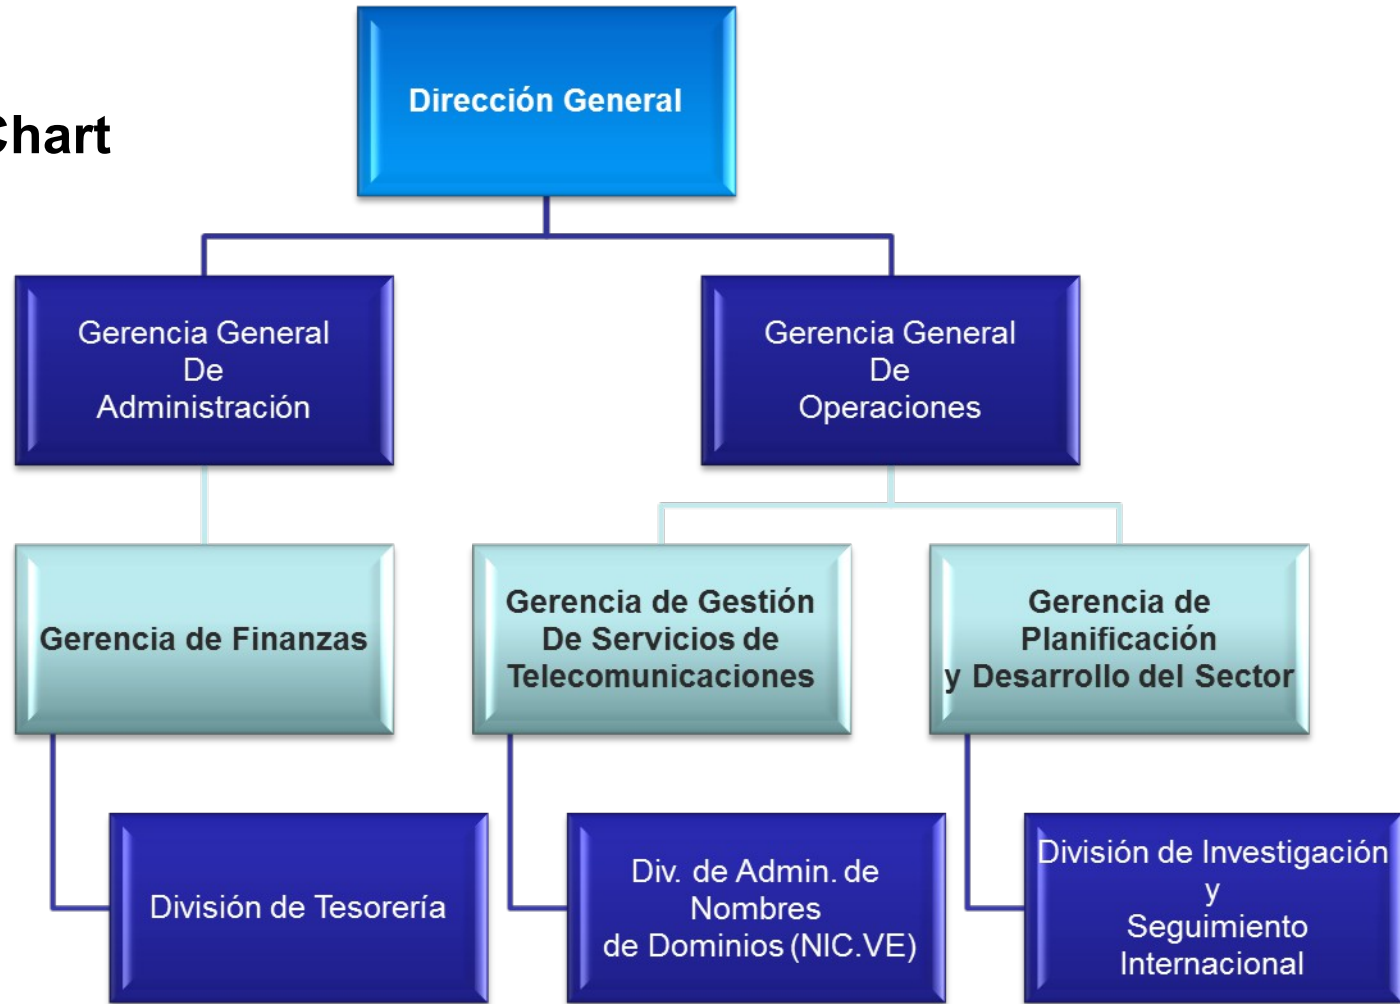 Dirección General
Chart
Gerencia General
De
Administración
Gerencia General
De
Operaciones
Gerencia de Finanzas
Gerencia de Gestión
De Servicios de
Telecomunicaciones
Gerencia de
Planificación
y Desarrollo del Sector
División de Tesorería
Div. de Admin. de
Nombres
de Dominios (NIC.VE)
División de Investigación
y
Seguimiento
Internacional